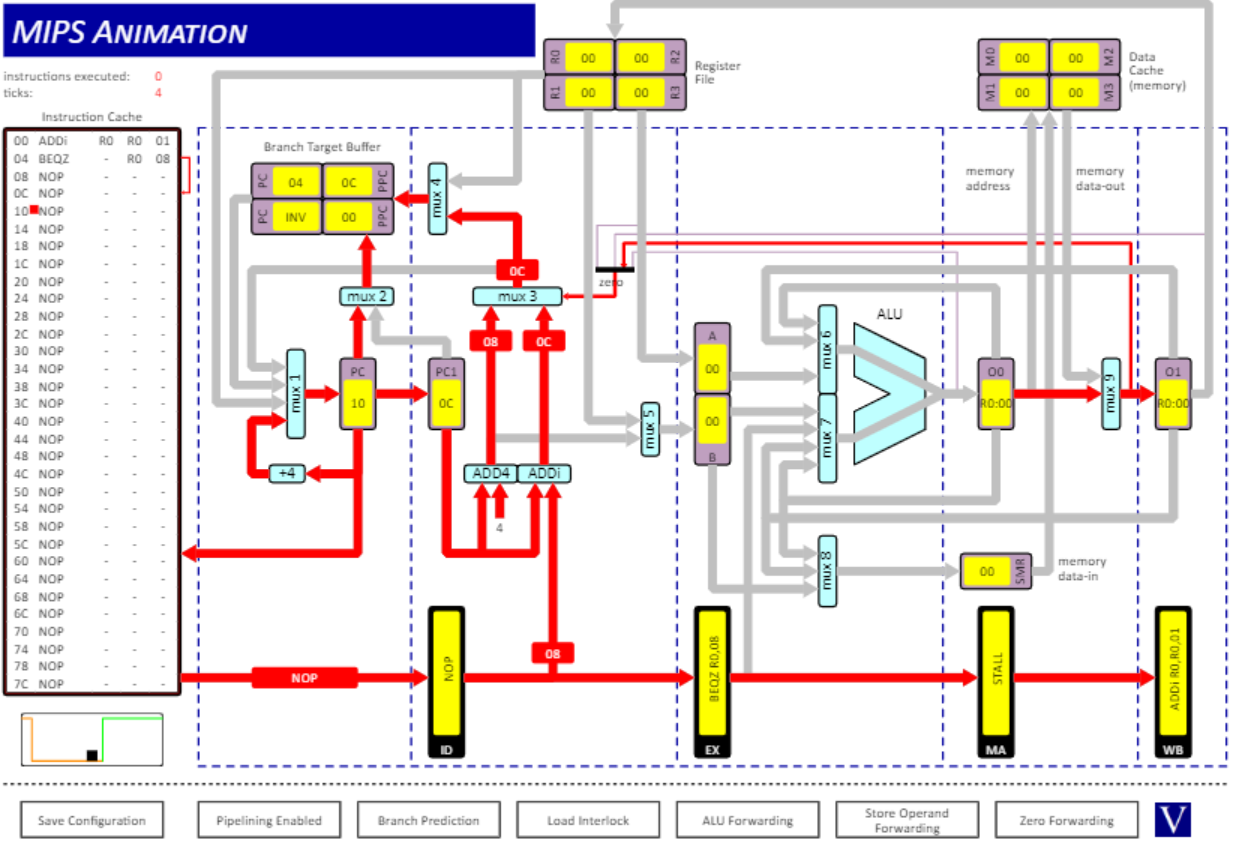 MIPS ANIMATION
instructions executed: 0
ticks: 4
Instruction Cache
00 ADDi R0 R0 01
04 BEQZ - R0 08
08 NOP - - -
0C NOP - - -
10 NOP - - -
14 NOP - - -
18 NOP - - -
1C NOP - - -
20 NOP - - -
24 NOP - - -
28 NOP - - -
2C NOP - - -
30 NOP - - -
34 NOP - - -
38 NOP - - -
3C NOP - - -
40 NOP - - -
44 NOP - - -
48 NOP - - -
4C NOP - - -
50 NOP - - -
54 NOP - - -
58 NOP - - -
5C NOP - - -
60 NOP - - -
64 NOP - - -
68 NOP - - -
6C NOP - - -
70 NOP - - -
74 NOP - - -
78 NOP - - -
7C NOP - - -
R0 00 00 R2
R1 00 00 R3
Register
File
M0 00 00 M2
M1 00 00 M3
Data
Cache
(memory)
Branch Target Buffer
PC 04 0C PPC
PC INV 00 PPC
mux 4
memory
address
memory
data-out
0C
zero
mux 2
mux 3
08
0C
mux 1
PC
10
PC1
0C
+4
ADD4
ADDi
4
mux 5
A
00
00
B
mux 6
mux 7
ALU
O0
R0:00
mux 9
O1
R0:00
mux 8
00 SMR
memory
data-in
08
NOP
NOP
ID
BEQZ R0,08
EX
STALL
MA
ADDi R0,R0,01
WB
Save Configuration
Pipelining Enabled
Branch Prediction
Load Interlock
ALU Forwarding
Store Operand
Forwarding
Zero Forwarding
V